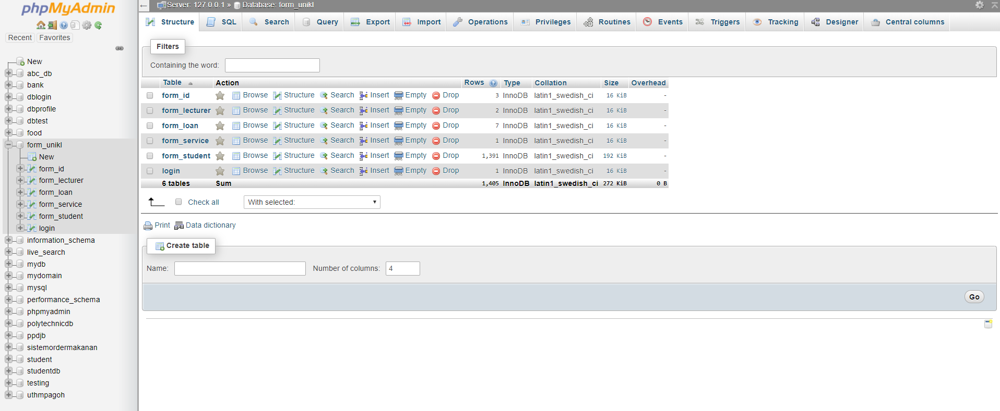 phpMyAdmin
Recent Favorites
New
abc_db
bank
dblogin
dbprofile
dbtest
food
form_unikl
New
form_id
form_lecturer
form_loan
form_service
form_student
login
information_schema
live_search
mydb
mydomain
mysql
performance_schema
phpmyadmin
polytechnicdb
ppdjb
sistemordermakanan
student
studentdb
testing
uthmpagoh
Server: 127.0.0.1 » Database: form_unikl
Structure SQL Search Query Export Import Operations Privileges Routines Events Triggers Tracking Designer Central columns
Filters
Containing the word:
Table Action Rows Type Collation Size Overhead
form_id Browse Structure Search Insert Empty Drop 3 InnoDB latin1_swedish_ci 16 KiB -
form_lecturer Browse Structure Search Insert Empty Drop 2 InnoDB latin1_swedish_ci 16 KiB -
form_loan Browse Structure Search Insert Empty Drop 7 InnoDB latin1_swedish_ci 16 KiB -
form_service Browse Structure Search Insert Empty Drop 1 InnoDB latin1_swedish_ci 16 KiB -
form_student Browse Structure Search Insert Empty Drop 1,391 InnoDB latin1_swedish_ci 192 KiB -
login Browse Structure Search Insert Empty Drop 1 InnoDB latin1_swedish_ci 16 KiB -
6 tables Sum 1,405 InnoDB latin1_swedish_ci 272 KiB 0 B
Check all With selected:
Print Data dictionary
Create table
Name: Number of columns: 4
Go